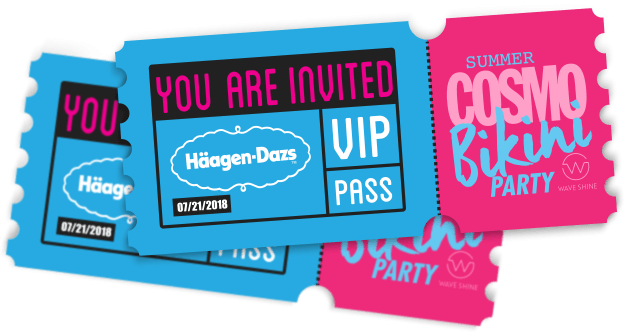 YOU ARE INVITED
Häagen-Dazs
VIP
PASS
07/21/2018
SUMMER
COSMO
Bikini
PARTY
WAVE SHINE
YOU
Häage
07/21/2018
PASS
Bikini
PARTY
WAVE SHINE